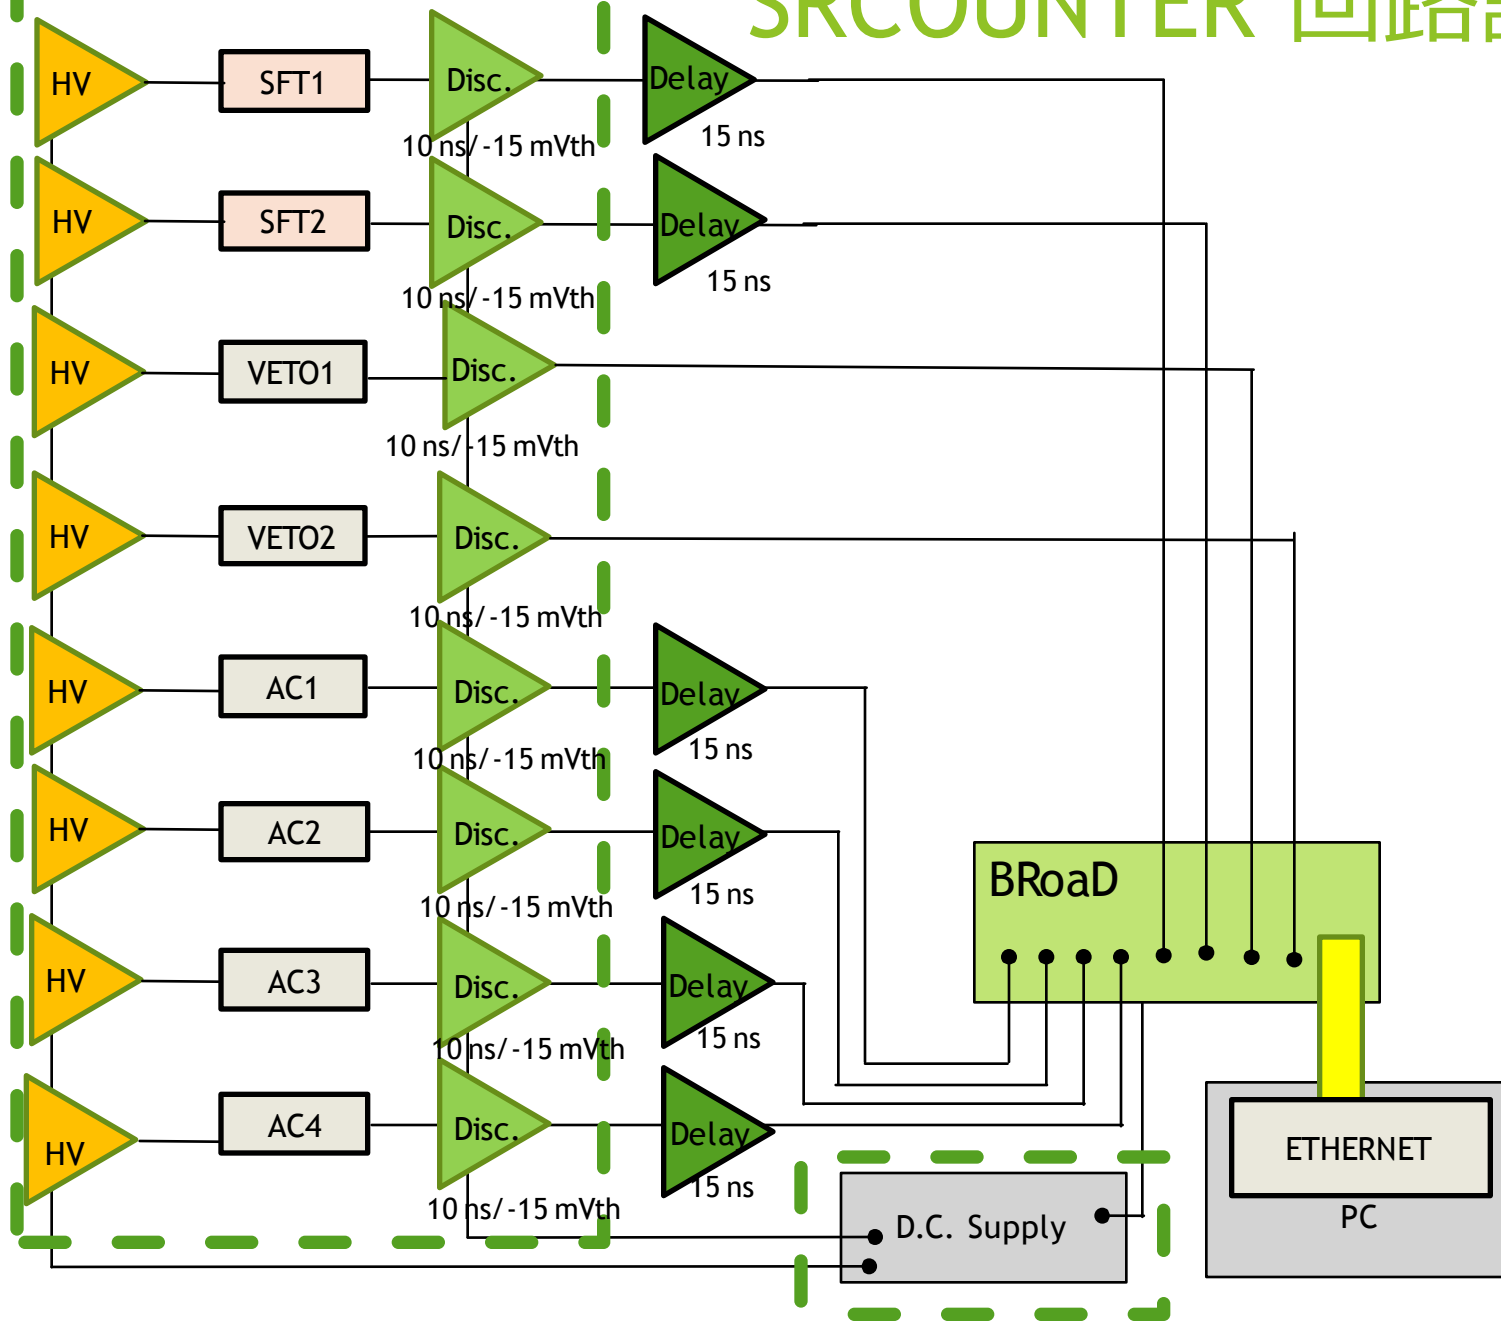 SRCOUNTER 回路
HV SFT1 Disc. Delay
10 ns/ -15 mVth 15 ns
HV SFT2 Disc. Delay
10 ns/ -15 mVth 15 ns
HV VETO1 Disc.
10 ns/ -15 mVth
HV VETO2 Disc.
10 ns/ -15 mVth
HV AC1 Disc. Delay
10 ns/ -15 mVth 15 ns
HV AC2 Disc. Delay
10 ns/ -15 mVth 15 ns
BRoaD
HV AC3 Disc. Delay
10 ns/ -15 mVth 15 ns
HV AC4 Disc. Delay
10 ns/ -15 mVth 15 ns
ETHERNET
PC
D.C. Supply